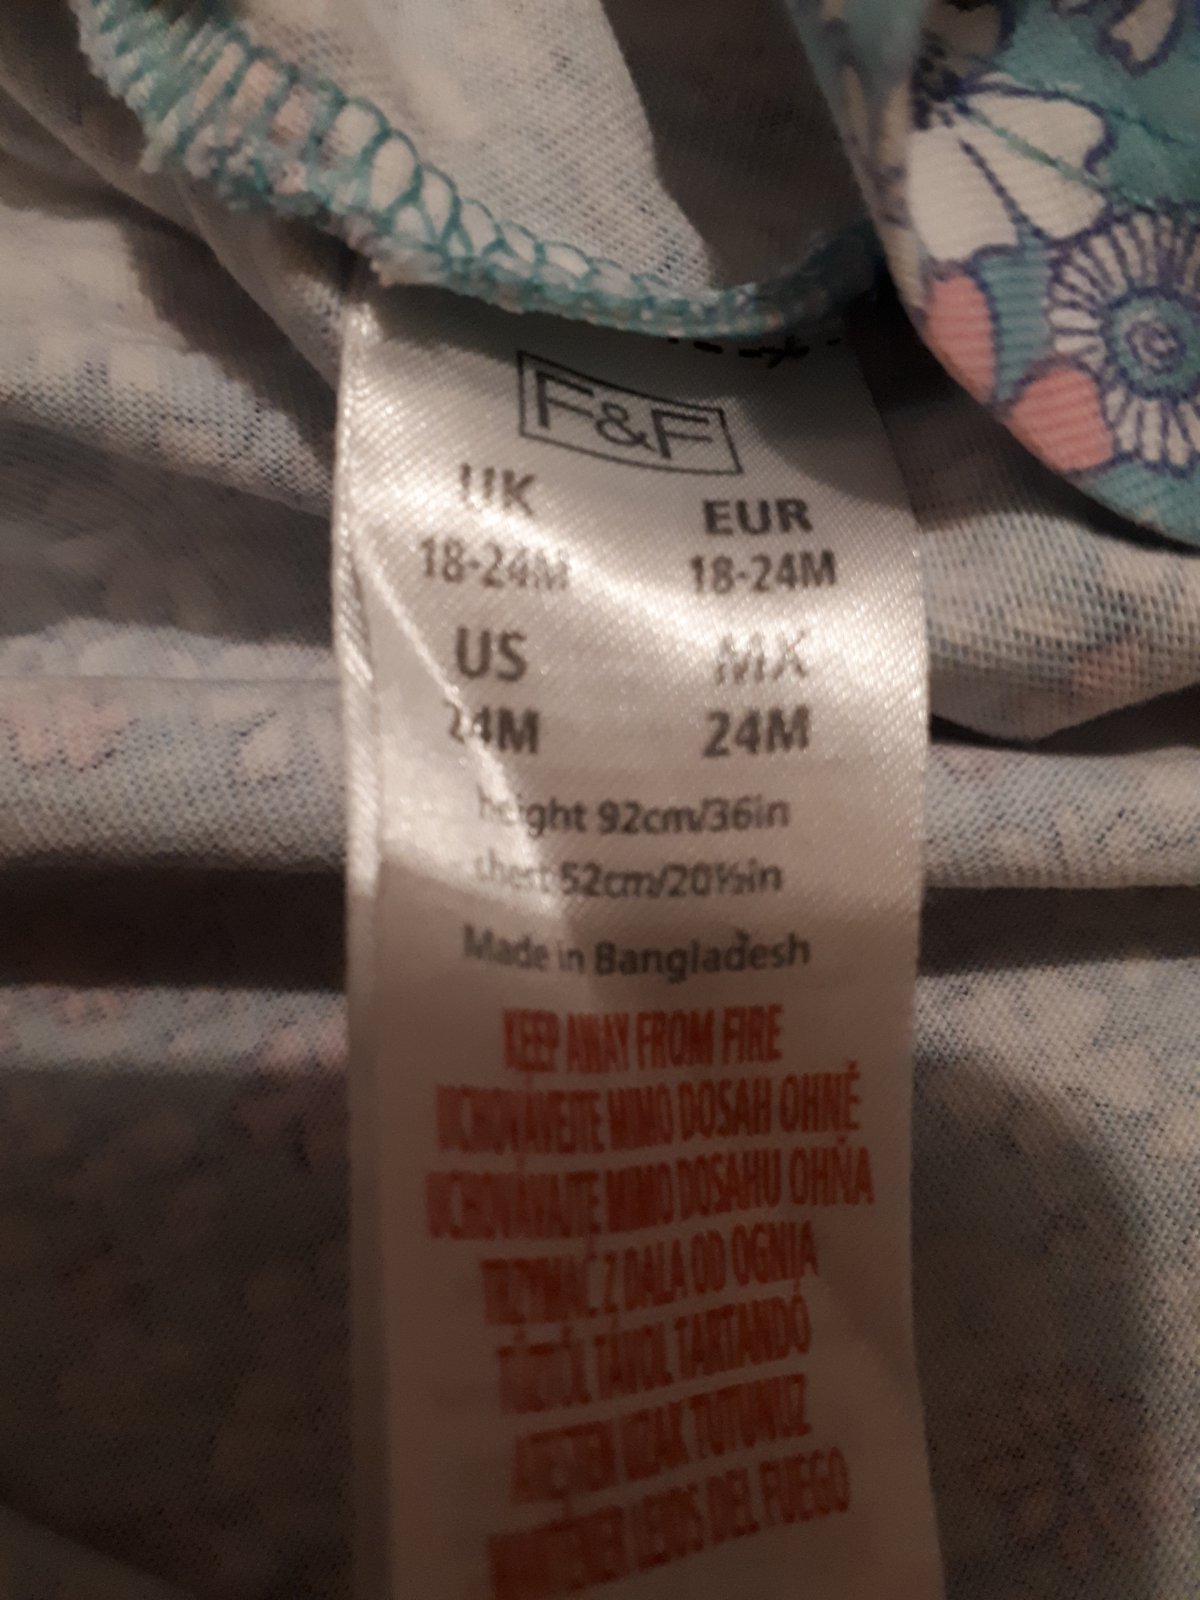 F&F
UK EUR
18-24M 18-24M
US MX
24M 24M
height 92cm/36in
chest 52cm/20½in
Made in Bangladesh
KEEP AWAY FROM FIRE
UCHOVÁVEJTE MIMO DOSAH OHNĚ
UCHOVÁVAJTE MIMO DOSAHU OHŇA
TRZYMAĆ Z DALA OD OGNIA
TŰZTŐL TÁVOL TARTANDÓ
ATEŞTEN UZAK TUTUNUZ
MANTENER LEJOS DEL FUEGO